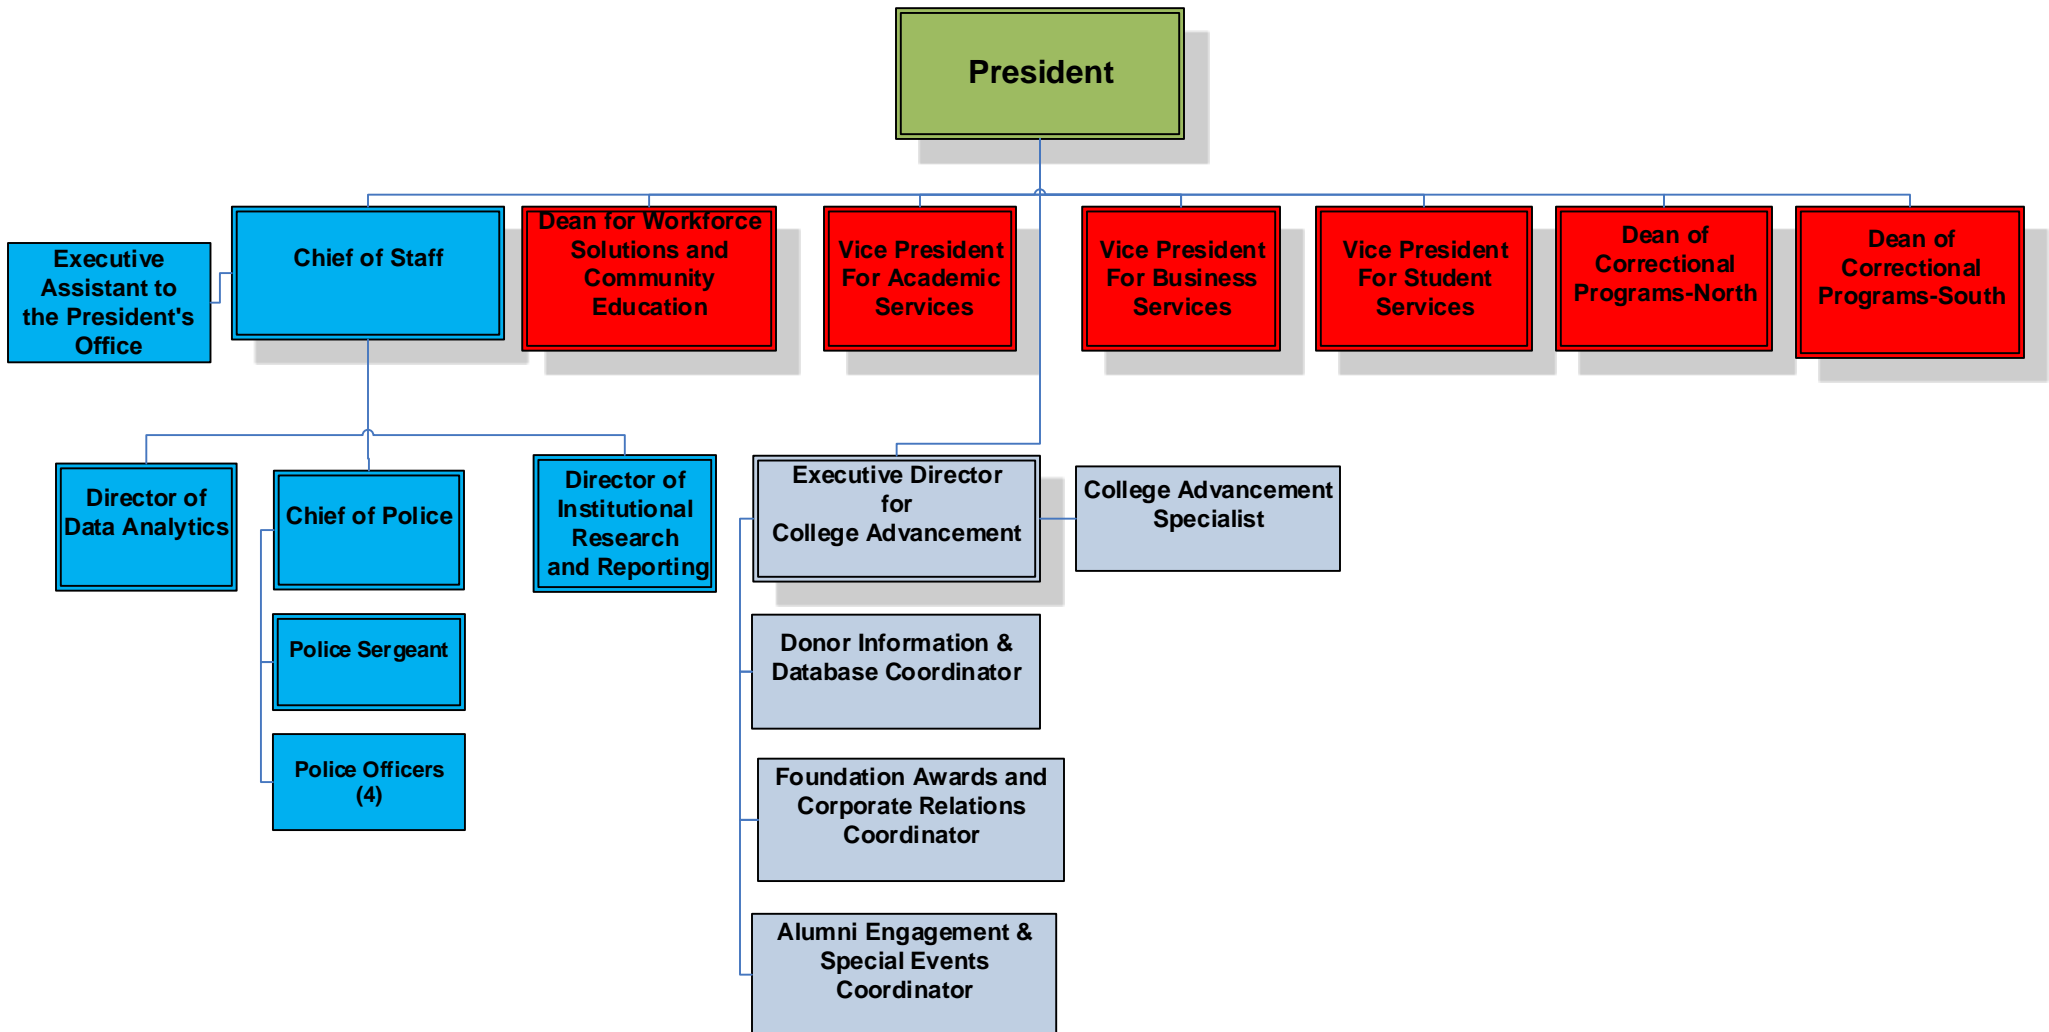 President
Executive
Assistant to
the President's
Office
Chief of Staff
Dean for Workforce
Solutions and
Community
Education
Vice President
For Academic
Services
Vice President
For Business
Services
Vice President
For Student
Services
Dean of
Correctional
Programs-North
Dean of
Correctional
Programs-South
Director of
Data Analytics
Chief of Police
Director of
Institutional
Research
and Reporting
Executive Director
for
College Advancement
College Advancement
Specialist
Police Sergeant
Police Officers
(4)
Donor Information &
Database Coordinator
Foundation Awards and
Corporate Relations
Coordinator
Alumni Engagement &
Special Events
Coordinator